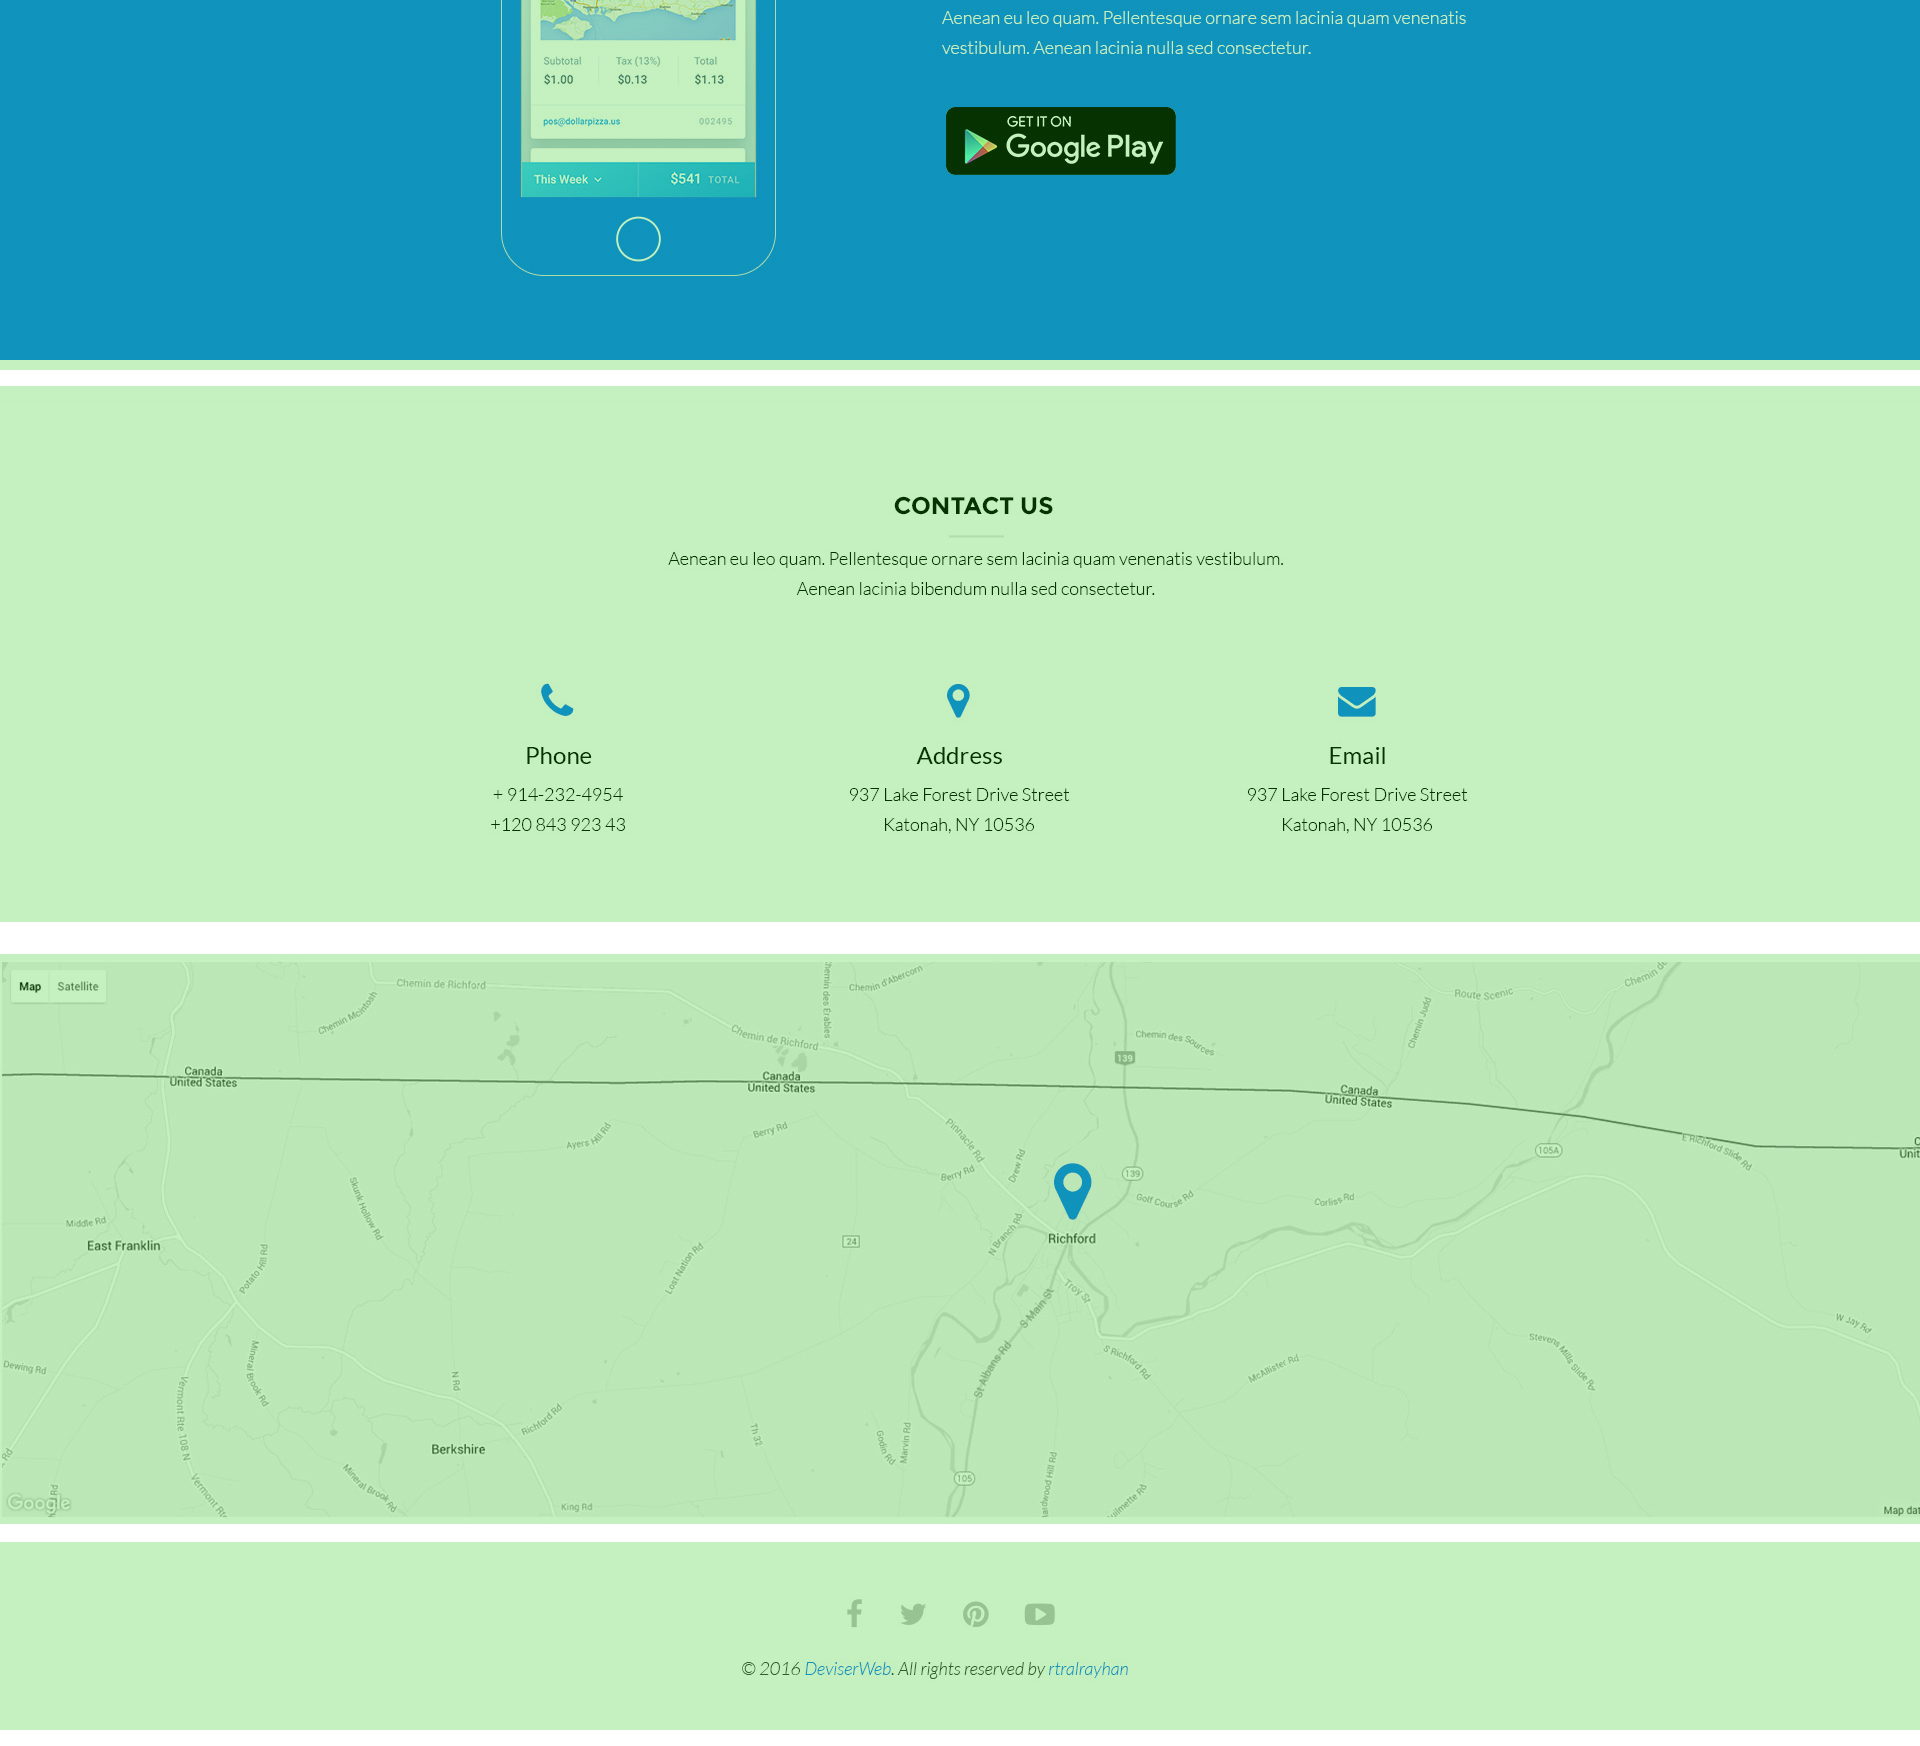 Aenean eu leo quam. Pellentesque ornare sem lacinia quam venenatis
vestibulum. Aenean lacinia nulla sed consectetur.
Subtotal Tax (13%) Total
$1.00 $0.13 $1.13
pos@dollarpizza.us 002495
This Week $541 TOTAL
GET IT ON
Google Play
CONTACT US
Aenean eu leo quam. Pellentesque ornare sem lacinia quam venenatis vestibulum.
Aenean lacinia bibendum nulla sed consectetur.
Phone
+ 914-232-4954
+120 843 923 43
Address
937 Lake Forest Drive Street
Katonah, NY 10536
Email
937 Lake Forest Drive Street
Katonah, NY 10536
Map Satellite
Chemin de Richford
Chemin McIntosh
Chemin des Erables
Chemin d'Abercorn
Chemin de Richford
Route Scenic
Chemin Judd
Chemin des Sources
139
Canada
United States
Canada
United States
Canada
United States
E Richford Slide Rd
105A
Ayers Hill Rd
Berry Rd
Pinnacle Rd
Drew Rd
Berry Rd
139
Golf Course Rd
Corliss Rd
Skunk Hollow Rd
Middle Rd
East Franklin
Potato Hill Rd
Lost Nation Rd
24
N Branch Rd
Richford
Troy St
S Main St
St Albans Rd
S Richford Rd
McAllister Rd
Stevens Mills Slide Rd
W Jay Rd
Dewing Rd
Mineral Brook Rd
Vermont Rte 108 N
N Rd
Richford Rd
Berkshire
Th 32
Godin Rd
Marvin Rd
105
Mineral Brook Rd
Vermont Rte
King Rd
Google
Map dat
© 2016 DeviserWeb. All rights reserved by rtralrayhan